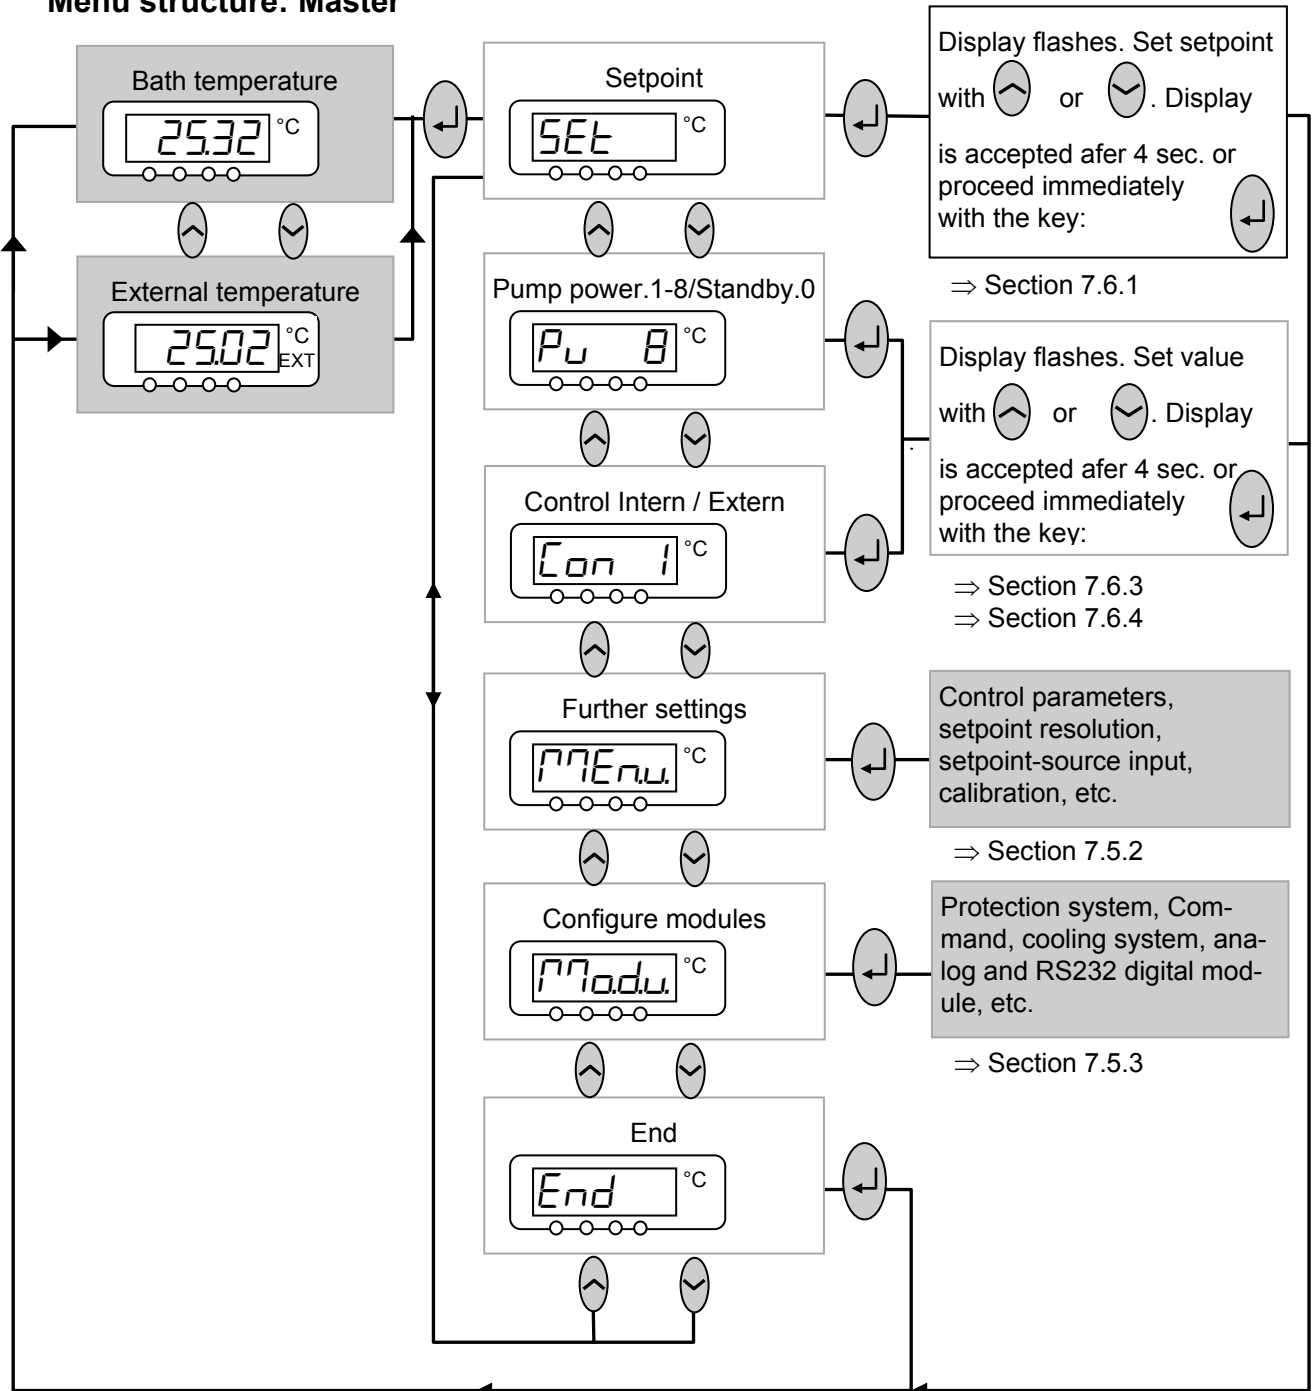 Menu structure: Master
Bath temperature
25.32 °C
External temperature
25.02 °C
EXT
Setpoint
SEt °C
Pump power.1-8/Standby.0
Pu 8 °C
Control Intern / Extern
Con 1 °C
Further settings
MEn.u. °C
Configure modules
Mo.d.u. °C
End
End °C
Display flashes. Set setpoint
with or . Display
is accepted afer 4 sec. or
proceed immediately
with the key:
⇒ Section 7.6.1
Display flashes. Set value
with or . Display
is accepted afer 4 sec. or
proceed immediately
with the key:
⇒ Section 7.6.3
⇒ Section 7.6.4
Control parameters,
setpoint resolution,
setpoint-source input,
calibration, etc.
⇒ Section 7.5.2
Protection system, Com-
mand, cooling system, ana-
log and RS232 digital mod-
ule, etc.
⇒ Section 7.5.3